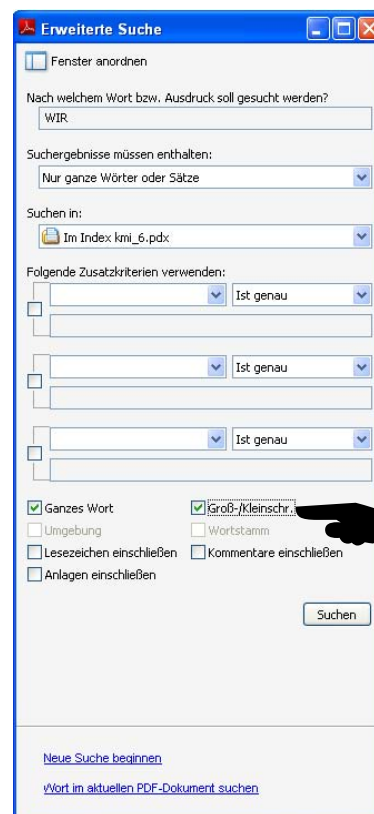 Erweiterte Suche
Fenster anordnen
Nach welchem Wort bzw. Ausdruck soll gesucht werden?
WIR
Suchergebnisse müssen enthalten:
Nur ganze Wörter oder Sätze
Suchen in:
Im Index kmi_6.pdx
Folgende Zusatzkriterien verwenden:
Ist genau
Ist genau
Ist genau
Ganzes Wort Groß-/Kleinschr.
Umgebung Wortstamm
Lesezeichen einschließen Kommentare einschließen
Anlagen einschließen
Suchen
Neue Suche beginnen
Wort im aktuellen PDF-Dokument suchen